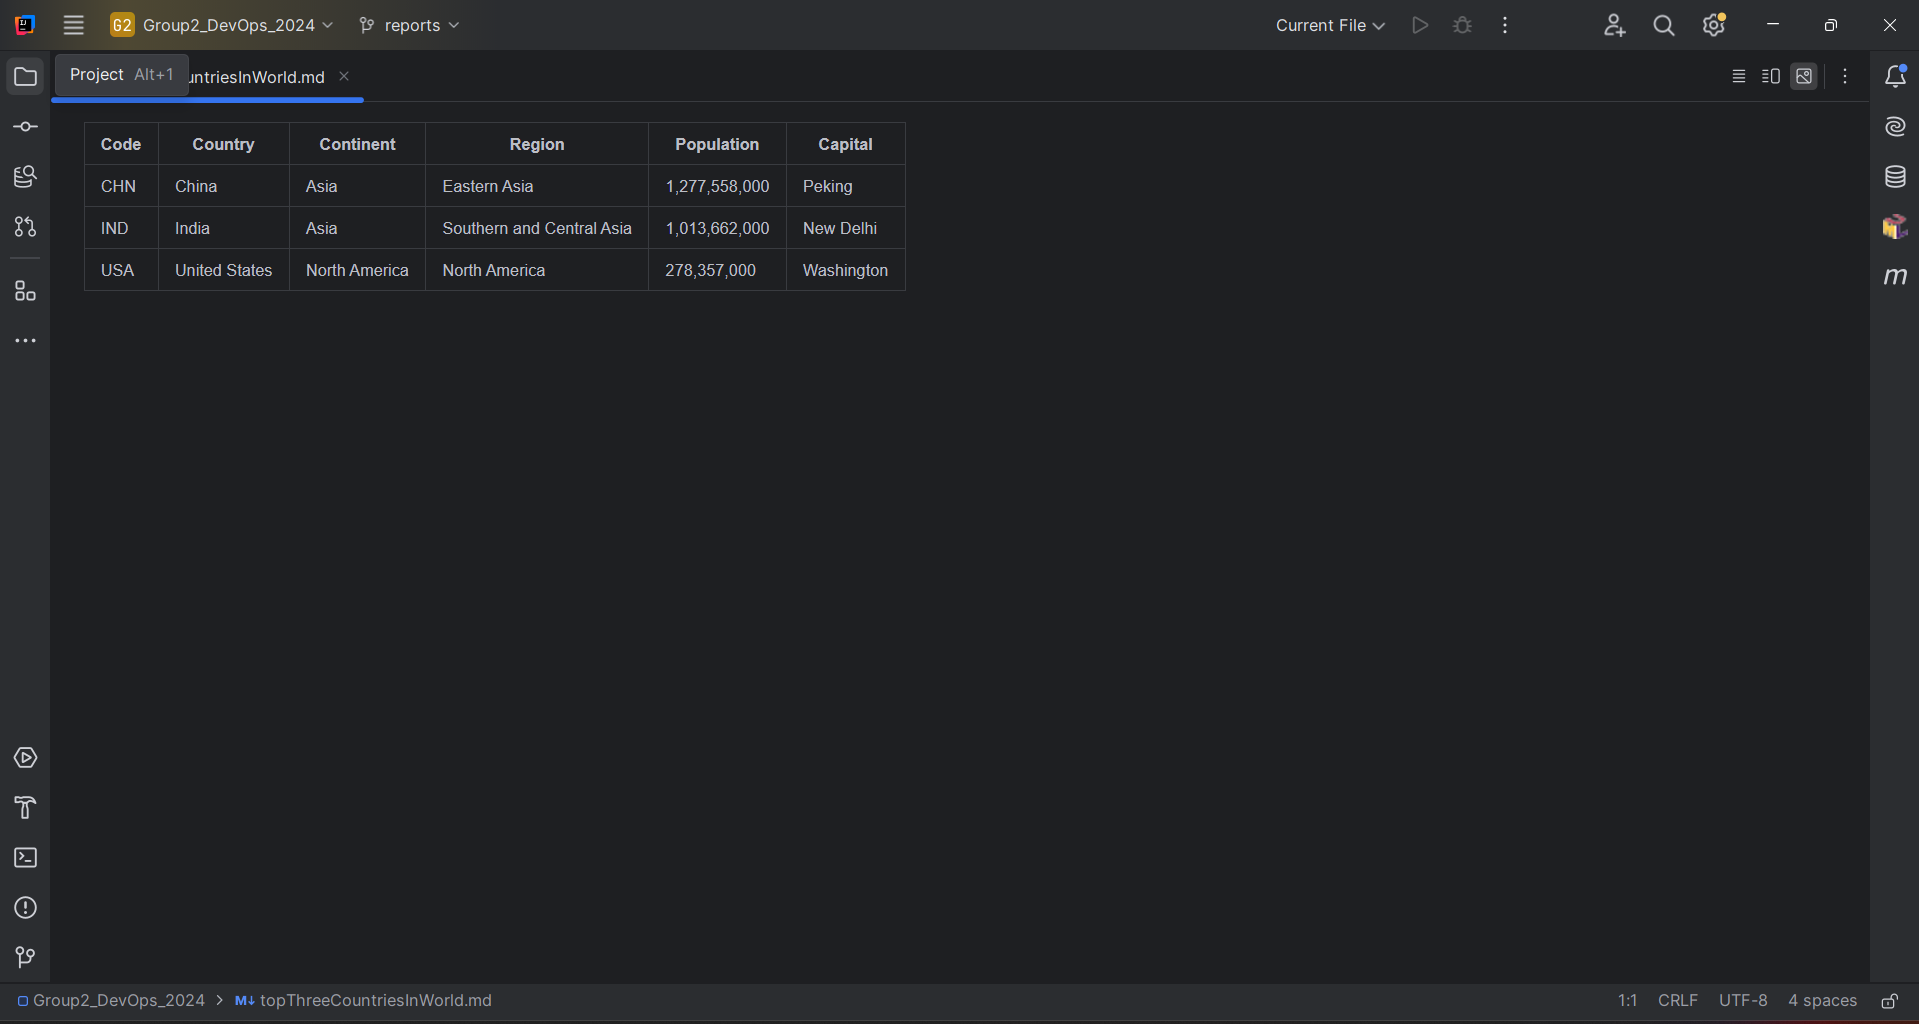 G2 Group2_DevOps_2024 reports Current File
Project Alt+1 untriesInWorld.md
Code Country Continent Region Population Capital
CHN China Asia Eastern Asia 1,277,558,000 Peking
IND India Asia Southern and Central Asia 1,013,662,000 New Delhi
USA United States North America North America 278,357,000 Washington
m
Group2_DevOps_2024 > M↓ topThreeCountriesInWorld.md 1:1 CRLF UTF-8 4 spaces